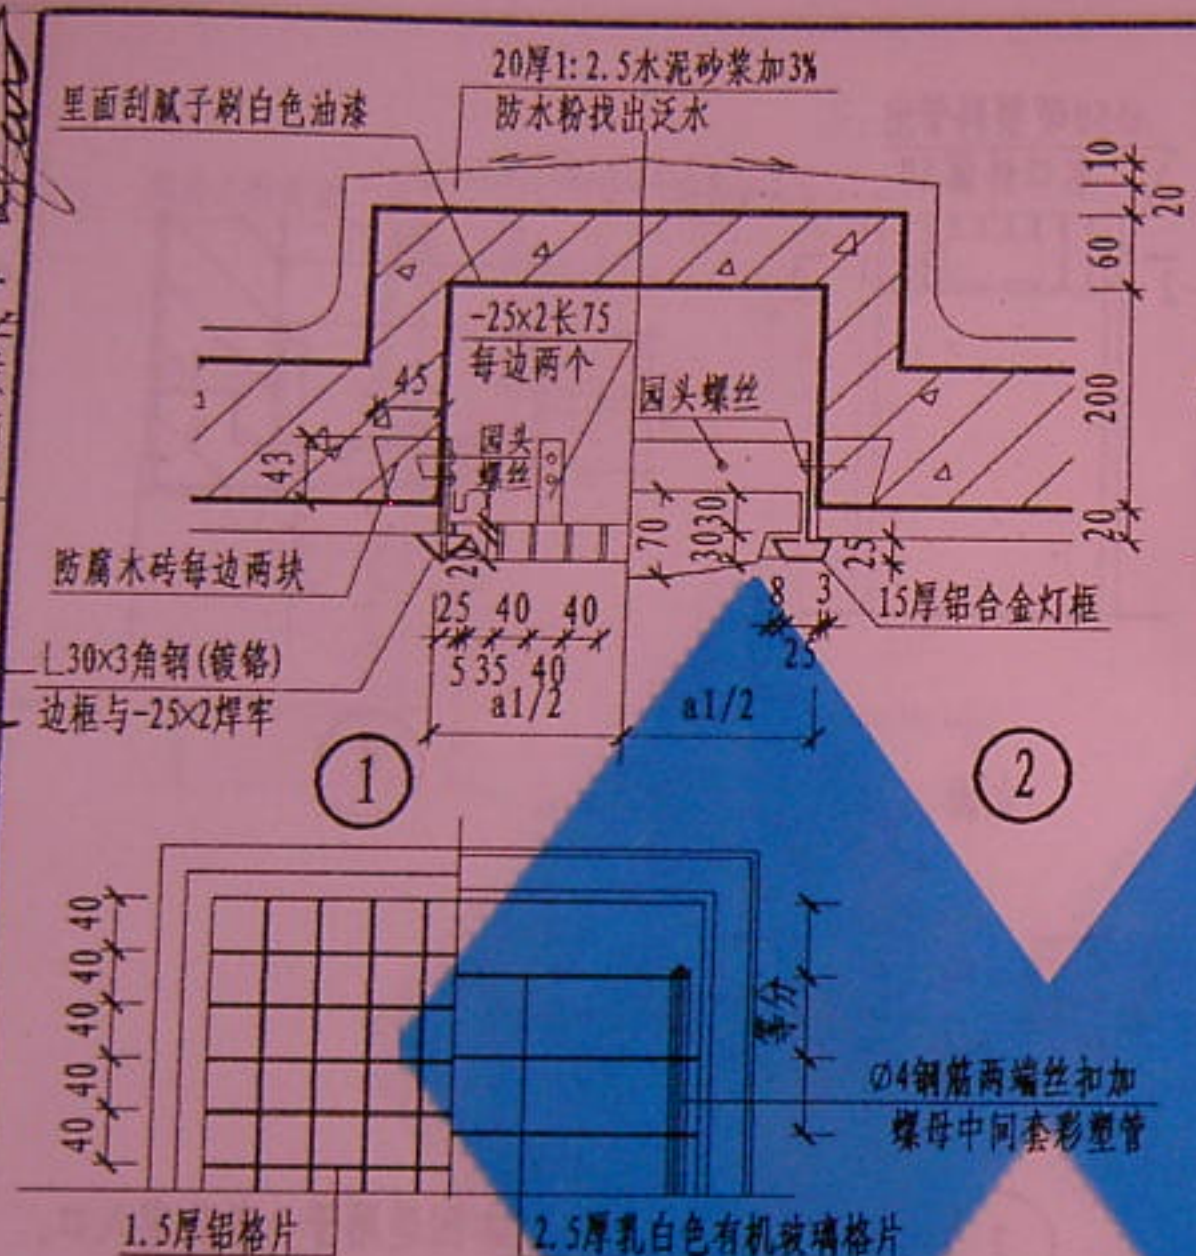 20厚1:2.5水泥砂浆加3%
防水粉找出泛水
里面刮腻子刷白色油漆
10
20
60
200
20
-25×2长75
每边两个
45
43
园头
螺丝
园头螺丝
70
30
30
25
防腐木砖每边两块
25 40 40
5 35 40
8 3
25
15厚铝合金灯框
∟30×3角钢(镀铬)
边框与-25×2焊牢
a1/2
a1/2
1
2
40
40
40
40
40
等分
Ø4钢筋两端丝扣加
螺母中间套彩塑管
1.5厚铝格片
2.5厚乳白色有机玻璃格片